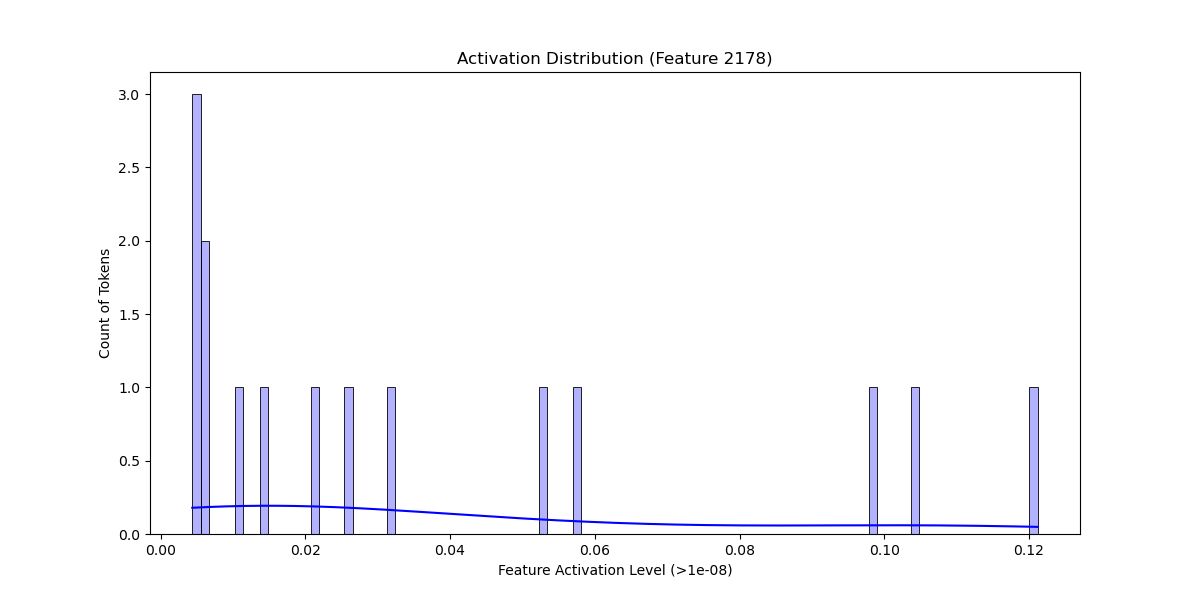 Activation Distribution (Feature 2178)
3.0
2.5
2.0
1.5
1.0
0.5
0.0
Count of Tokens
0.00 0.02 0.04 0.06 0.08 0.10 0.12
Feature Activation Level (>1e-08)